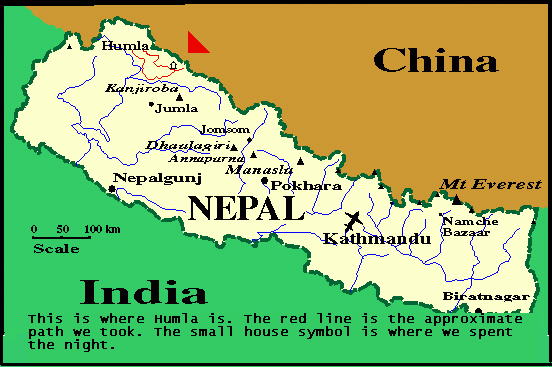 Humla
China
Kanjiroba
Jumla
Jomsom
Dhaulagiri
Annapurna
Manaslu
Mt Everest
Nepalgunj
Pokhara
NEPAL
Namche
Bazaar
Kathmandu
0 50 100 km
Scale
India
Biratnagar
This is where Humla is. The red line is the approximate
path we took. The small house symbol is where we spent
the night.